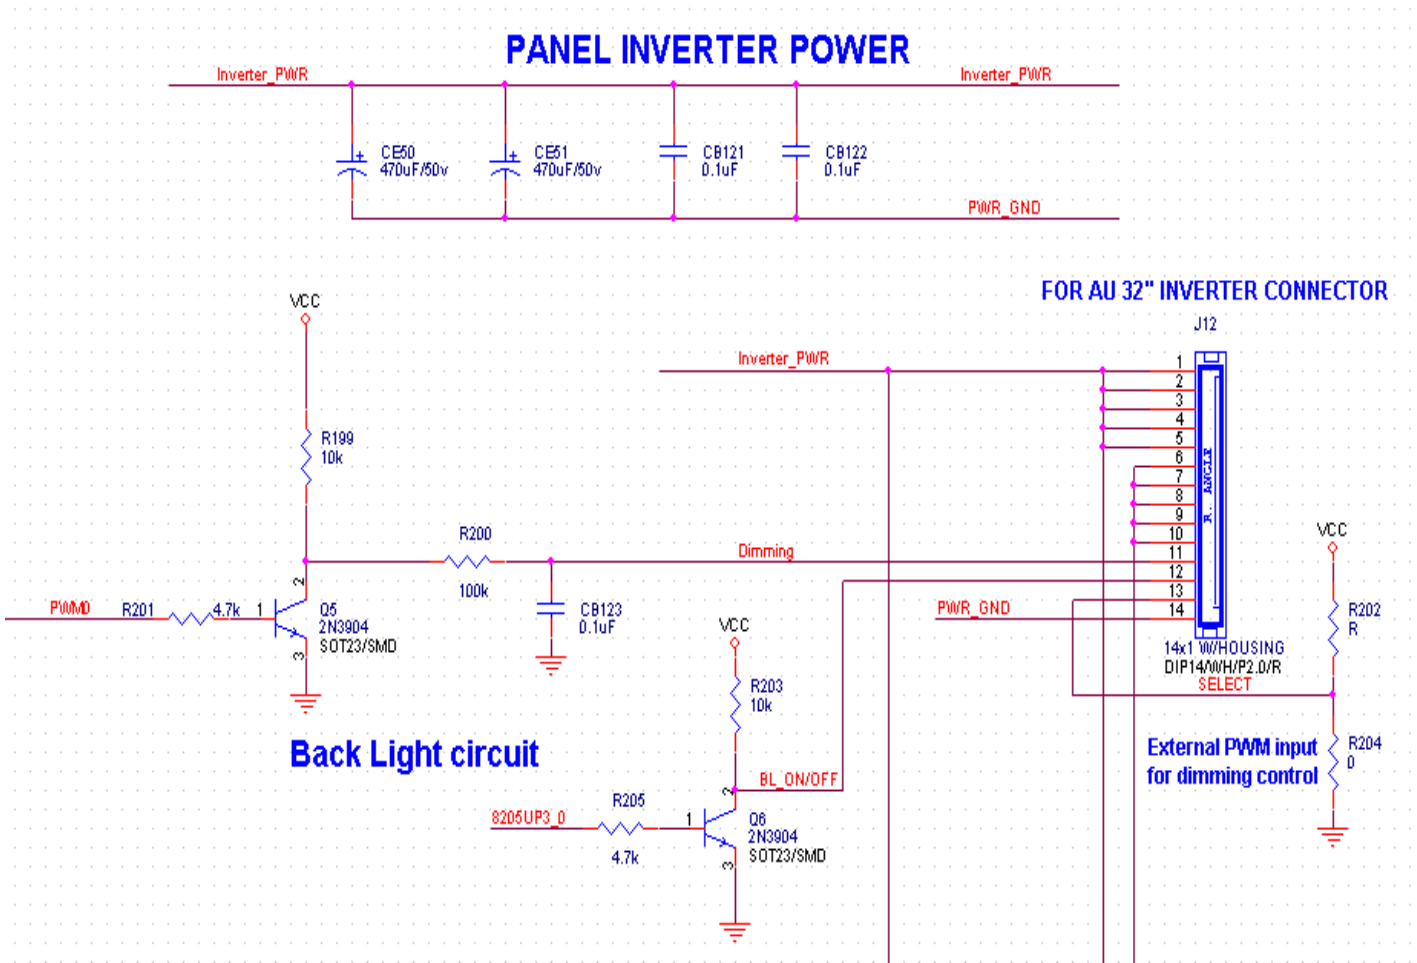 PANEL INVERTER POWER
Inverter_PWR
Inverter_PWR
CE50
470uF/50v
CE51
470uF/50v
CB121
0.1uF
CB122
0.1uF
PWR_GND
FOR AU 32" INVERTER CONNECTOR
J12
VCC
Inverter_PWR
1
2
3
4
5
6
7
8
9
10
11
12
13
14
R. ANGLE
R199
10k
VCC
R200
100k
Dimming
PWM0
R201
4.7k
1
2
3
Q5
2N3904
SOT23/SMD
CB123
0.1uF
PWR_GND
R202
R
VCC
14x1 W/HOUSING
DIP14/W/H/P2.0/R
SELECT
R203
10k
Back Light circuit
External PWM input
for dimming control
R204
0
BL_ON/OFF
8205UP3_0
R205
4.7k
1
2
3
Q6
2N3904
SOT23/SMD